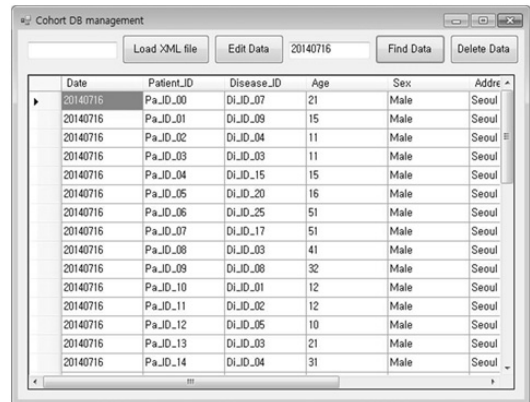 Cohort DB management
Load XML file Edit Data 20140716 Find Data Delete Data
Date Patient_ID Disease_ID Age Sex Addre
20140716 Pa_ID_00 Di_ID_07 21 Male Seoul
20140716 Pa_ID_01 Di_ID_09 15 Male Seoul
20140716 Pa_ID_02 Di_ID_04 11 Male Seoul
20140716 Pa_ID_03 Di_ID_03 11 Male Seoul
20140716 Pa_ID_04 Di_ID_15 15 Male Seoul
20140716 Pa_ID_05 Di_ID_20 16 Male Seoul
20140716 Pa_ID_06 Di_ID_25 51 Male Seoul
20140716 Pa_ID_07 Di_ID_17 51 Male Seoul
20140716 Pa_ID_08 Di_ID_03 41 Male Seoul
20140716 Pa_ID_09 Di_ID_08 32 Male Seoul
20140716 Pa_ID_10 Di_ID_01 12 Male Seoul
20140716 Pa_ID_11 Di_ID_02 12 Male Seoul
20140716 Pa_ID_12 Di_ID_05 10 Male Seoul
20140716 Pa_ID_13 Di_ID_03 21 Male Seoul
20140716 Pa_ID_14 Di_ID_04 31 Male Seoul